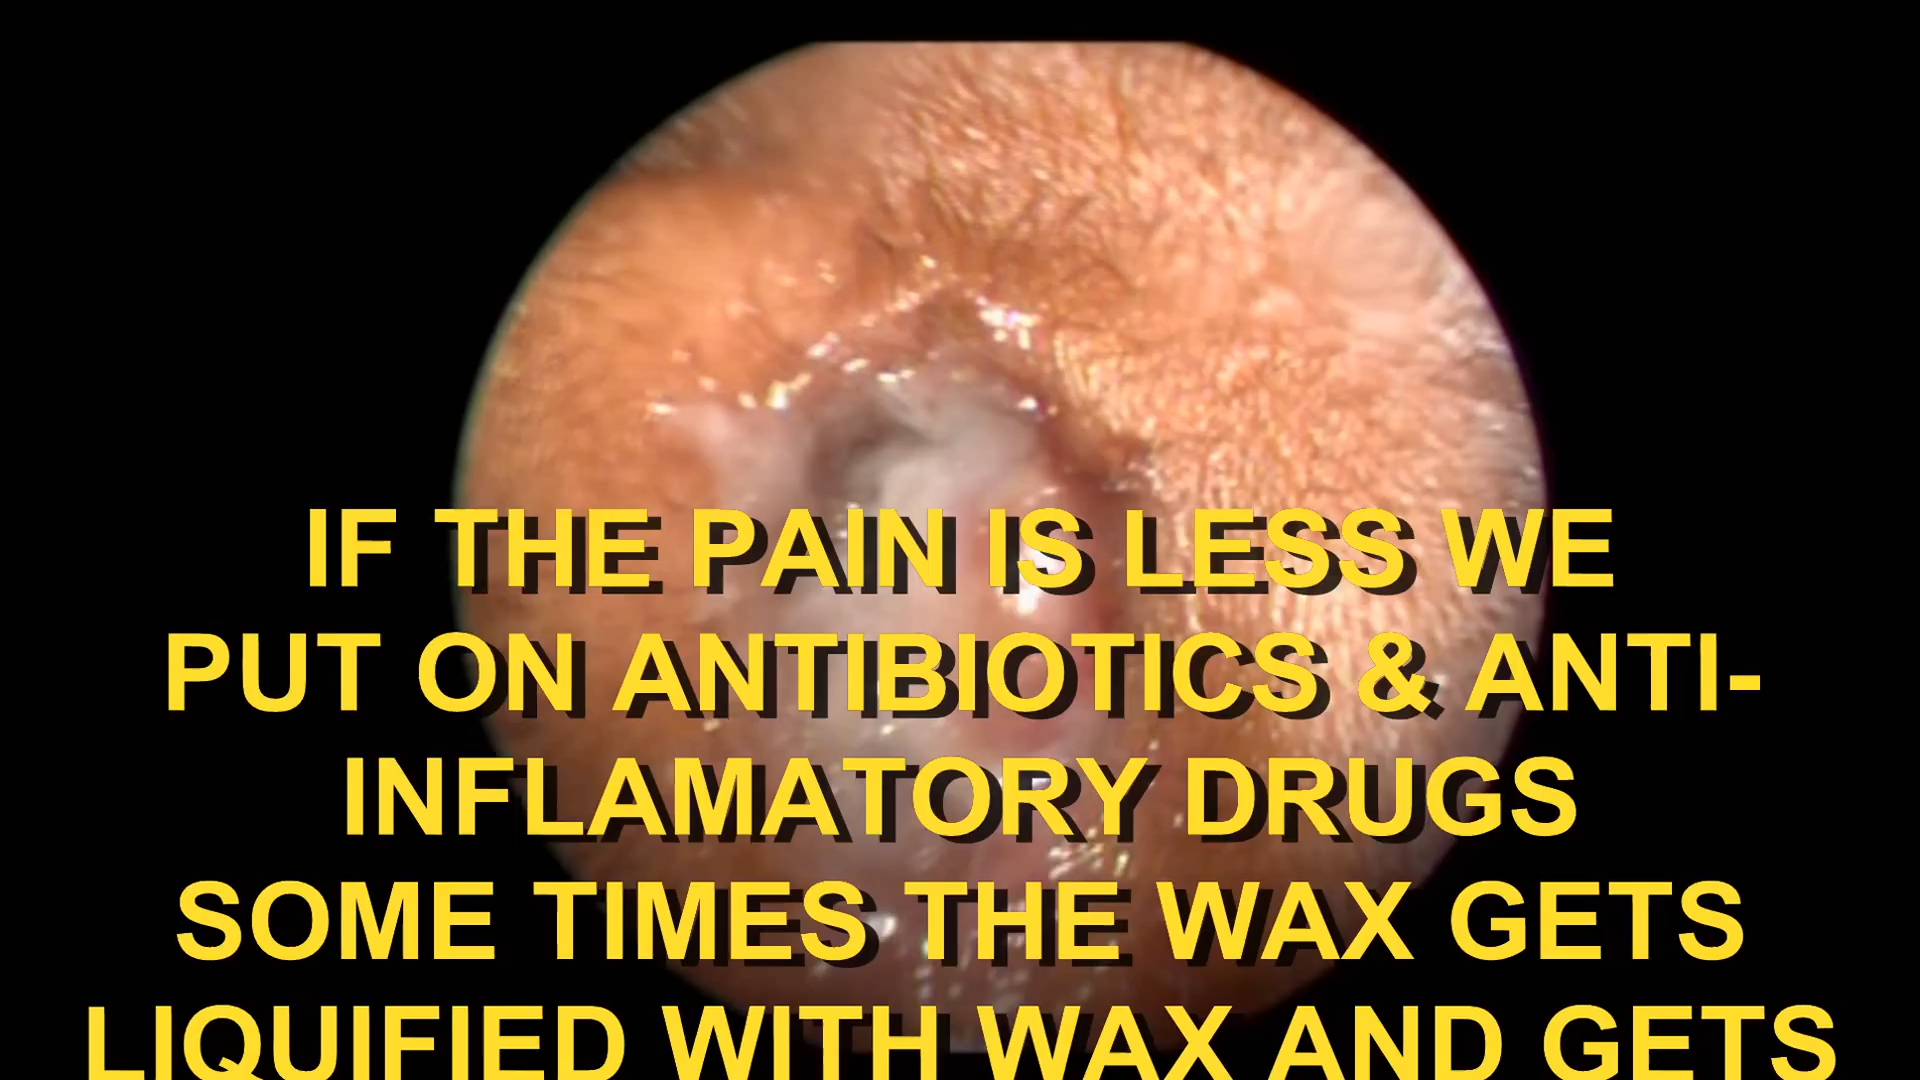 IF THE PAIN IS LESS WE
PUT ON ANTIBIOTICS & ANTI-
INFLAMATORY DRUGS
SOME TIMES THE WAX GETS
LIQUIFIED WITH WAX AND GETS